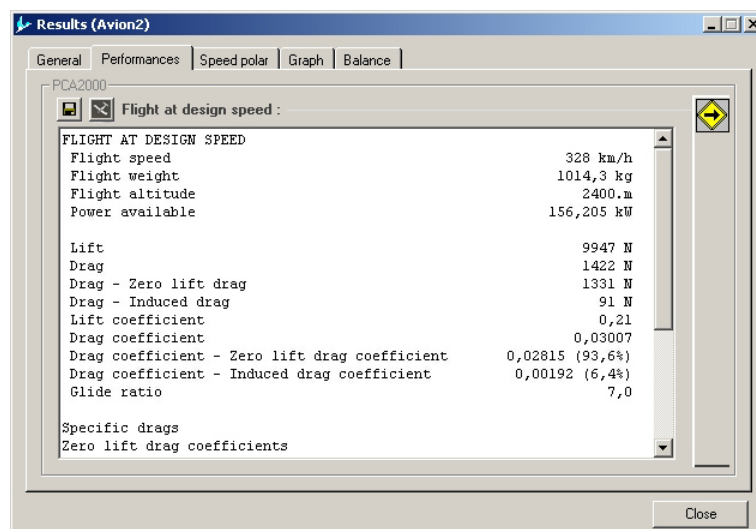 Results (Avion2)
General Performances Speed polar Graph Balance
PCA2000
Flight at design speed :
FLIGHT AT DESIGN SPEED
Flight speed 328 km/h
Flight weight 1014,3 kg
Flight altitude 2400.m
Power available 156,205 kW
Lift 9947 N
Drag 1422 N
Drag - Zero lift drag 1331 N
Drag - Induced drag 91 N
Lift coefficient 0,21
Drag coefficient 0,03007
Drag coefficient - Zero lift drag coefficient 0,02815 (93,6%)
Drag coefficient - Induced drag coefficient 0,00192 (6,4%)
Glide ratio 7,0
Specific drags
Zero lift drag coefficients
Close